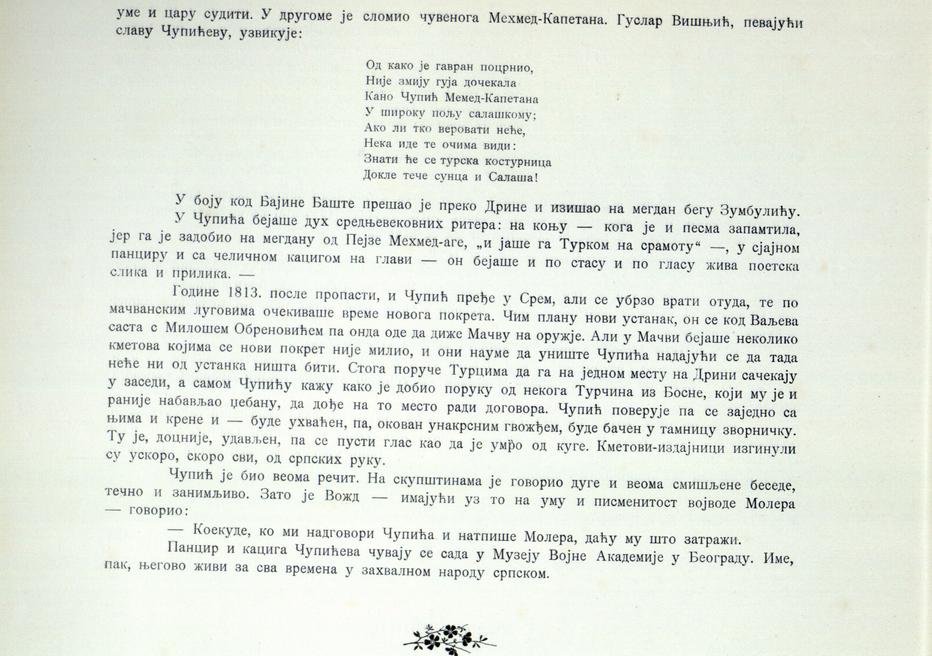 уме и цару судити. У другоме је сломио чувенога Мехмед-Капетана. Гуслар Вишњић, певајући
славу Чупићеву, узвикује:
Од како је гавран поцрнио,
Није змију гуја дочекала
Кано Чупић Мемед-Капетана
У широку пољу салашкому;
Ако ли тко веровати неће,
Нека иде те очима види:
Знати ће се турска костурница
Докле тече сунца и Салаша!
У боју код Бајине Баште прешао је преко Дрине и изишао на мегдан бегу Зумбулићу.
У Чупића бејаше дух средњевековних ритера: на коњу — кога је и песма запамтила,
јер га је задобио на мегдану од Пејзе Мехмед-аге, „и јаше га Турком на срамоту“ —, у сјајном
панциру и са челичном кацигом на глави — он бејаше и по стасу и по гласу жива поетска
слика и прилика. —
Године 1813. после пропасти, и Чупић пређе у Срем, али се убрзо врати отуда, те по
мачванским луговима очекиваше време новога покрета. Чим плану нови устанак, он се код Ваљева
саста с Милошем Обреновићем па онда оде да диже Мачву на оружје. Али у Мачви бејаше неколико
кметова којима се нови покрет није милио, и они науме да униште Чупића надајући се да тада
неће ни од устанка ништа бити. Стога поруче Турцима да га на једном месту на Дрини сачекају
у заседи, а самом Чупићу кажу како је добио поруку од некога Турчина из Босне, који му је и
раније набављао џебану, да дође на то место ради договора. Чупић поверује па се заједно са
њима и крене и — буде ухваћен, па, окован унакрсним гвожђем, буде бачен у тамницу зворничку.
Ту је, доцније, удављен, па се пусти глас као да је умро од куге. Кметови-издајници изгинули
су ускоро, скоро сви, од српских руку.
Чупић је био веома речит. На скупштинама је говорио дуге и веома смишљене беседе,
течно и занимљиво. Зато је Вожд — имајући уз то на уму и писменитост војводе Молера
— говорио:
— Коекуде, ко ми надговори Чупића и натпише Молера, даћу му што затражи.
Панцир и кацига Чупићева чувају се сада у Музеју Војне Академије у Београду. Име,
пак, његово живи за сва времена у захвалном народу српском.